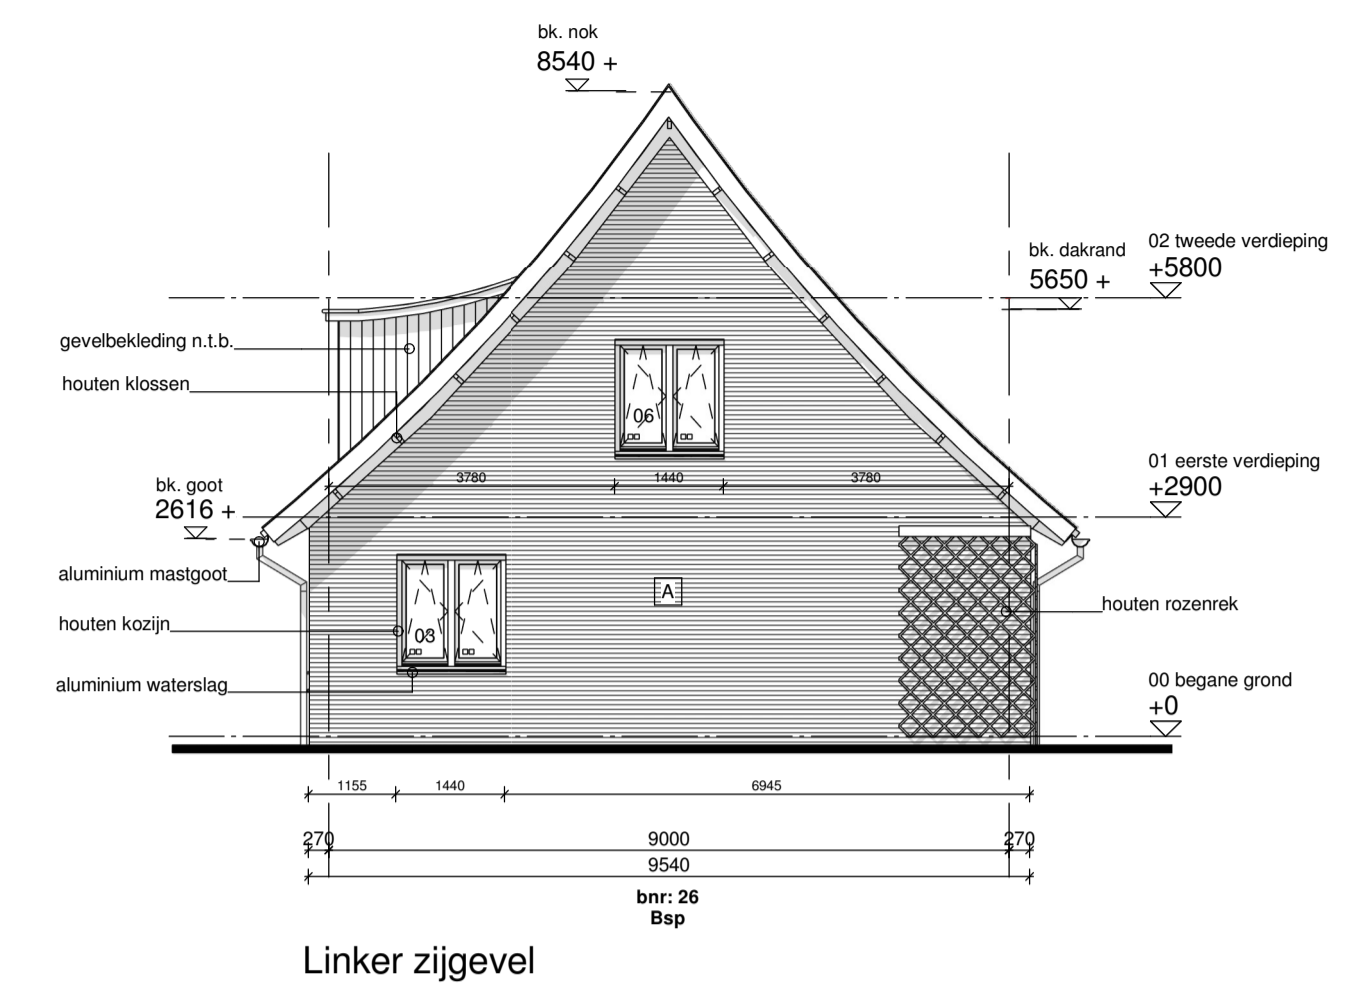 bk. nok
8540 +
02 tweede verdieping
+5800
bk. dakrand
5650 +
gevelbekleding n.t.b.
houten klossen
06
01 eerste verdieping
+2900
3780
1440
3780
bk. goot
2616 +
aluminium mastgoot
A
houten rozenrek
houten kozijn
03
aluminium waterslag
00 begane grond
+0
1155
1440
6945
270
9000
270
9540
bnr: 26
Bsp
Linker zijgevel